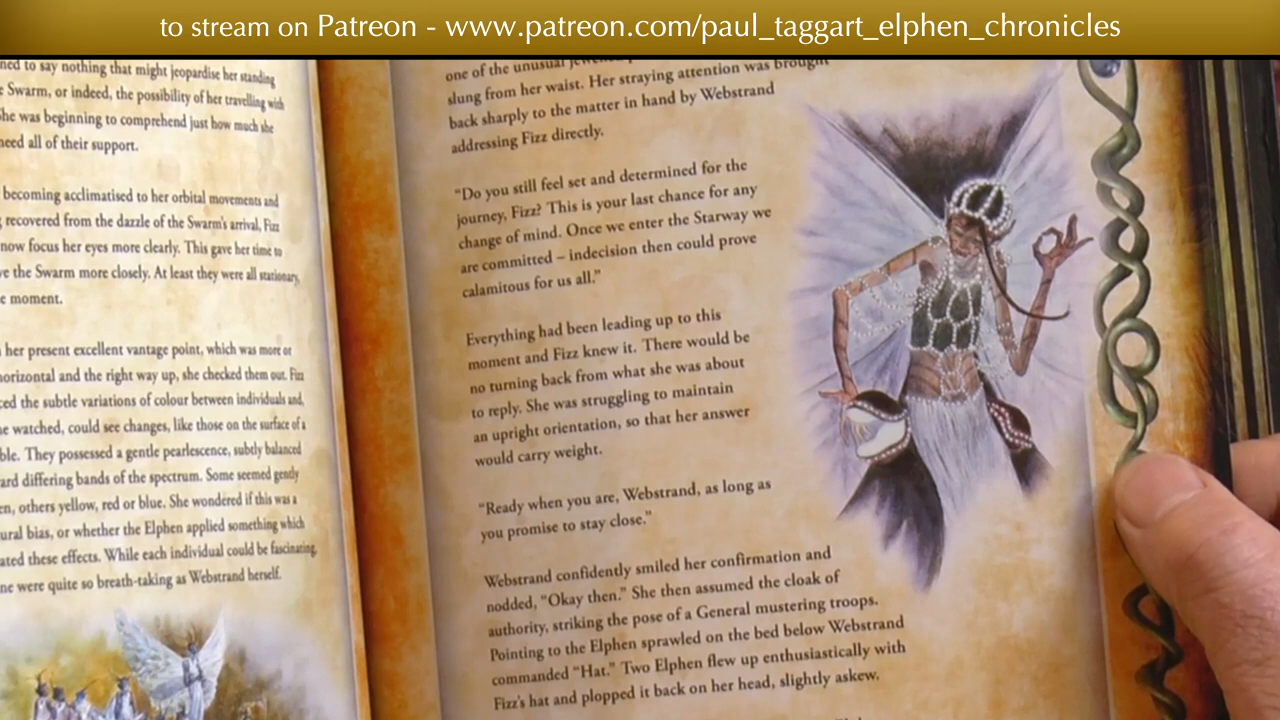 to stream on Patreon - www.patreon.com/paul_taggart_elphen_chronicles
to say nothing that might jeopardise her standing
Swarm, or indeed, the possibility of her travelling with
he was beginning to comprehend just how much she
need all of their support.
becoming acclimatised to her orbital movements and
recovered from the dazzle of the Swarm's arrival, Fizz
now focus her eyes more clearly. This gave her time to
the Swarm more closely. At least they were all stationary,
moment.
her present excellent vantage point, which was more or
horizontal and the right way up, she checked them out. Fizz
the subtle variations of colour between individuals and,
watched, could see changes, like those on the surface of a
They possessed a gentle pearlescence, subtly balanced
differing bands of the spectrum. Some seemed gently
others yellow, red or blue. She wondered if this was a
bias, or whether the Elphen applied something which
these effects. While each individual could be fascinating,
were quite so breath-taking as Webstrand herself.
one of the unusual
slung from her waist. Her straying attention was brought
back sharply to the matter in hand by Webstrand
addressing Fizz directly.
“Do you still feel set and determined for the
journey, Fizz? This is your last chance for any
change of mind. Once we enter the Starway we
are committed – indecision then could prove
calamitous for us all.”
Everything had been leading up to this
moment and Fizz knew it. There would be
no turning back from what she was about
to reply. She was struggling to maintain
an upright orientation, so that her answer
would carry weight.
“Ready when you are, Webstrand, as long as
you promise to stay close.”
Webstrand confidently smiled her confirmation and
nodded, “Okay then.” She then assumed the cloak of
authority, striking the pose of a General mustering troops.
Pointing to the Elphen sprawled on the bed below Webstrand
commanded “Hat.” Two Elphen flew up enthusiastically with
Fizz's hat and plopped it back on her head, slightly askew.